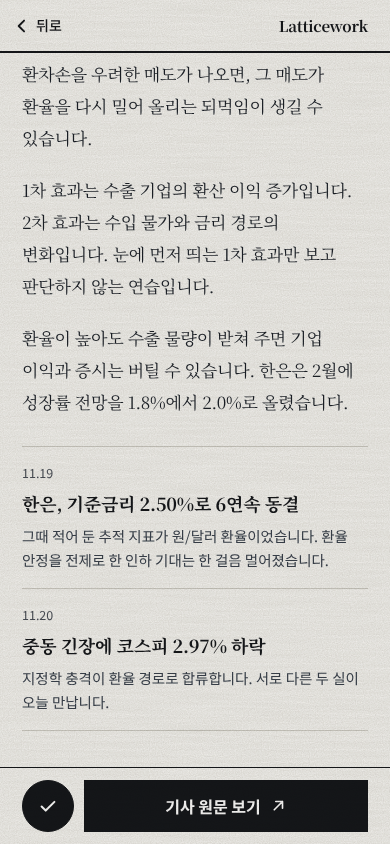 뒤로
Latticework
환차손을 우려한 매도가 나오면, 그 매도가
환율을 다시 밀어 올리는 되먹임이 생길 수
있습니다.
1차 효과는 수출 기업의 환산 이익 증가입니다.
2차 효과는 수입 물가와 금리 경로의
변화입니다. 눈에 먼저 띄는 1차 효과만 보고
판단하지 않는 연습입니다.
환율이 높아도 수출 물량이 받쳐 주면 기업
이익과 증시는 버틸 수 있습니다. 한은은 2월에
성장률 전망을 1.8%에서 2.0%로 올렸습니다.
11.19
한은, 기준금리 2.50%로 6연속 동결
그때 적어 둔 추적 지표가 원/달러 환율이었습니다. 환율
안정을 전제로 한 인하 기대는 한 걸음 멀어졌습니다.
11.20
중동 긴장에 코스피 2.97% 하락
지정학 충격이 환율 경로로 합류합니다. 서로 다른 두 실이
오늘 만납니다.
기사 원문 보기